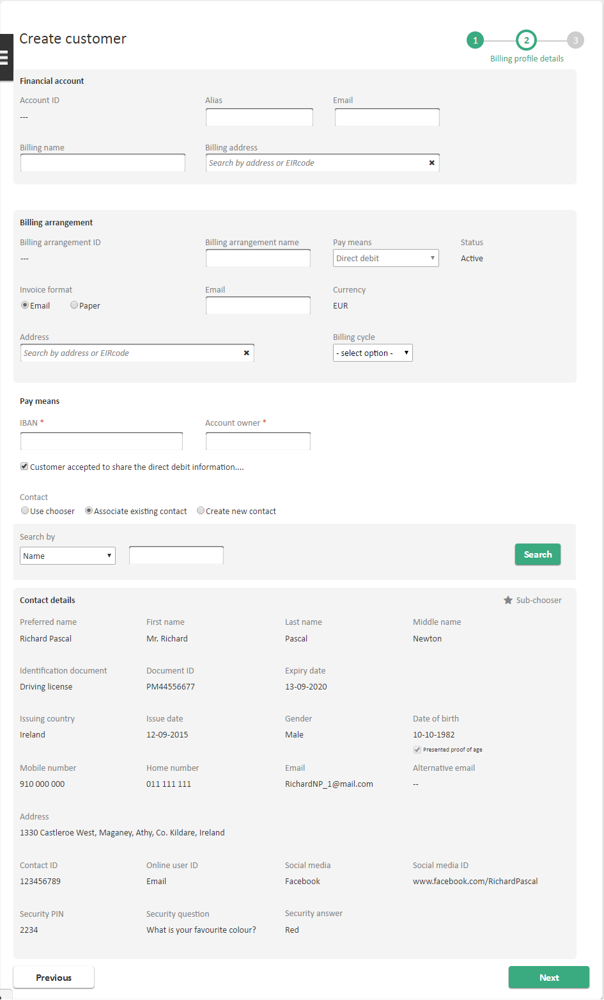 Create customer
1 2 3
Billing profile details
Financial account
Account ID Alias Email
---
Billing name Billing address
Search by address or EIRcode ✖
Billing arrangement
Billing arrangement ID Billing arrangement name Pay means Status
--- Direct debit Active
Invoice format Email Currency
Email Paper EUR
Address Billing cycle
Search by address or EIRcode ✖ - select option -
Pay means
IBAN * Account owner *
Customer accepted to share the direct debit information....
Contact
Use chooser Associate existing contact Create new contact
Search by
Name Search
Contact details Sub-chooser
Preferred name First name Last name Middle name
Richard Pascal Mr. Richard Pascal Newton
Identification document Document ID Expiry date
Driving license PM44556677 13-09-2020
Issuing country Issue date Gender Date of birth
Ireland 12-09-2015 Male 10-10-1982
Presented proof of age
Mobile number Home number Email Alternative email
910 000 000 011 111 111 RichardNP_1@mail.com --
Address
1330 Castleroe West, Maganey, Athy, Co. Kildare, Ireland
Contact ID Online user ID Social media Social media ID
123456789 Email Facebook www.facebook.com/RichardPascal
Security PIN Security question Security answer
2234 What is your favourite colour? Red
Previous Next